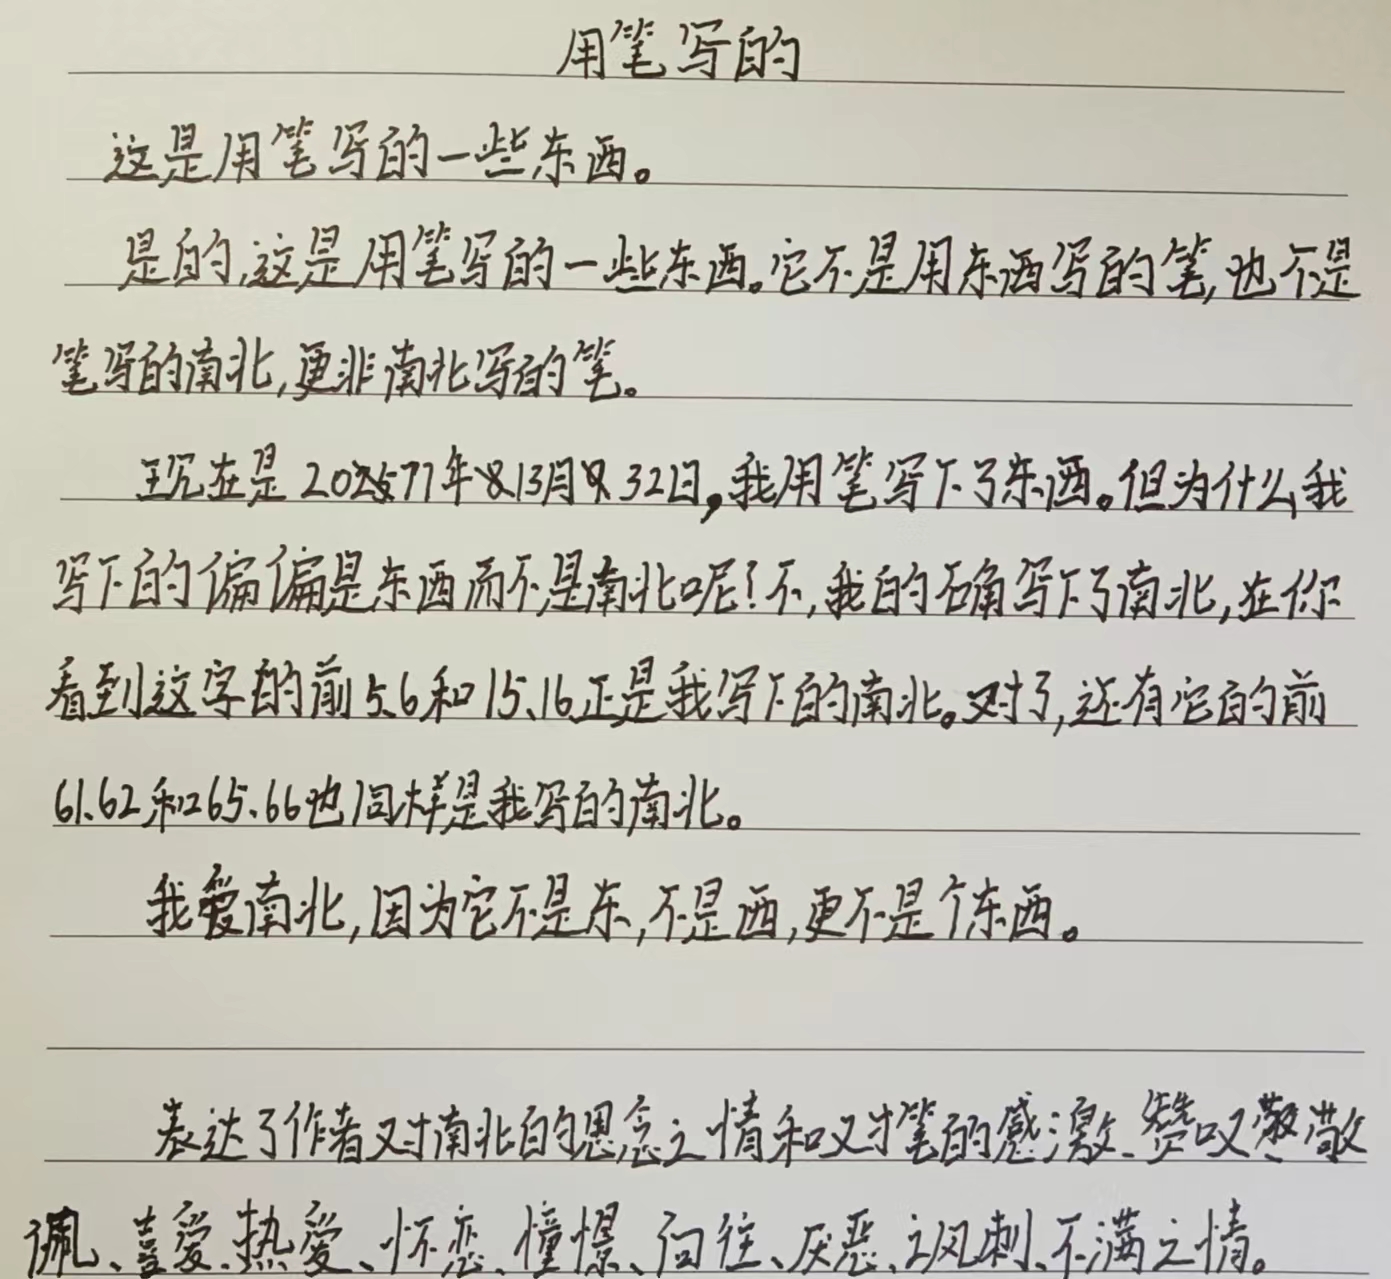 用笔写的
这是用笔写的一些东西。
是的,这是用笔写的一些东西。它不是用东西写的笔,也不是
笔写的南北,更非南北写的笔。
现在是 2077年13月32日,我用笔写下了东西。但为什么我
写下的偏偏是东西而不是南北呢?不,我的确写下了南北,在你
看到这字的前5、6和15、16正是我写下的南北。对了,还有它的前
61、62和265、66也同样是我写的南北。
我爱南北,因为它不是东,不是西,更不是个东西。
表达了作者对南北的思念之情和对笔的感激、赞叹、敬
佩、喜爱、热爱、怀恋、憧憬、向往、厌恶、讽刺、不满之情。